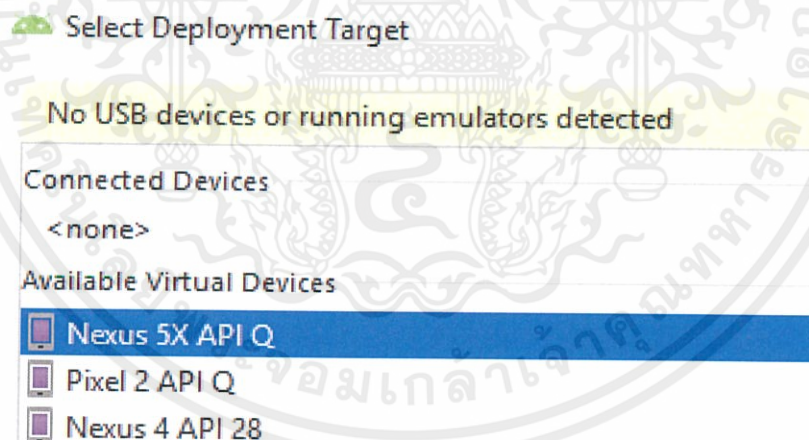 Select Deployment Target
No USB devices or running emulators detected
Connected Devices
<none>
Available Virtual Devices
Nexus 5X API Q
Pixel 2 API Q
Nexus 4 API 28